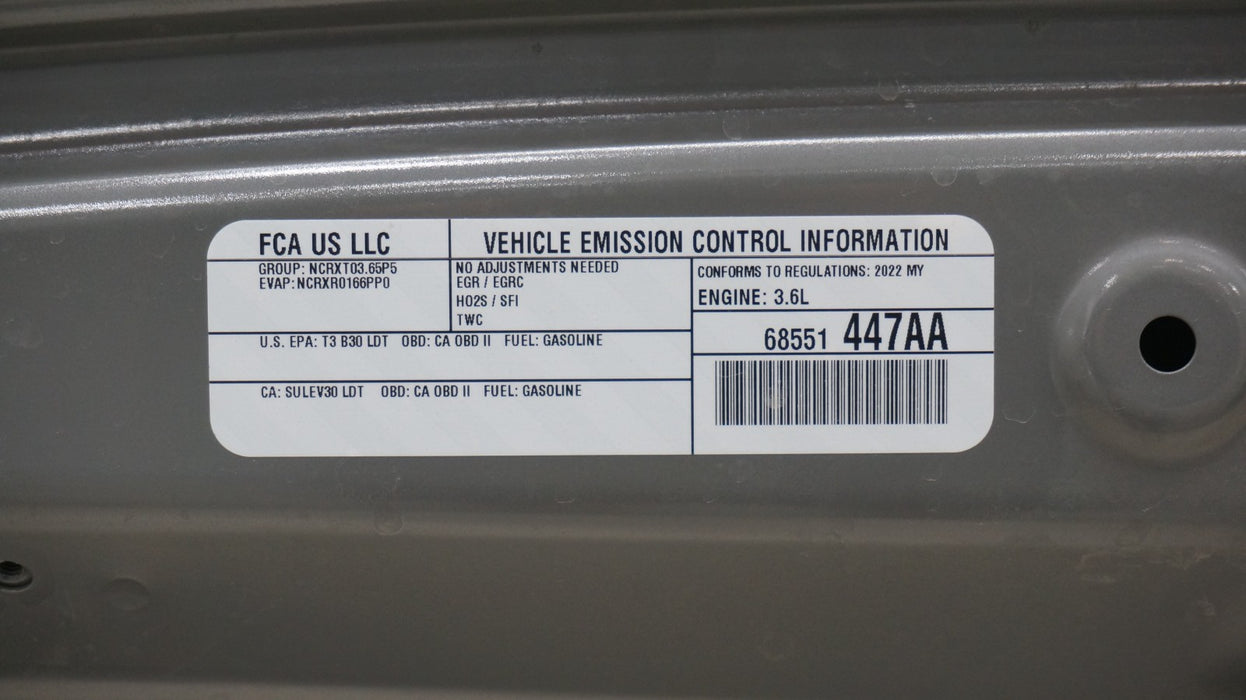 FCA US LLC
VEHICLE EMISSION CONTROL INFORMATION
GROUP: NCRXT03.65P5
EVAP: NCRXR0166PP0
NO ADJUSTMENTS NEEDED
EGR / EGRC
HO2S / SFI
TWC
CONFORMS TO REGULATIONS: 2022 MY
ENGINE: 3.6L
68551 447AA
U.S. EPA: T3 B30 LDT OBD: CA OBD II FUEL: GASOLINE
CA: SULEV30 LDT OBD: CA OBD II FUEL: GASOLINE